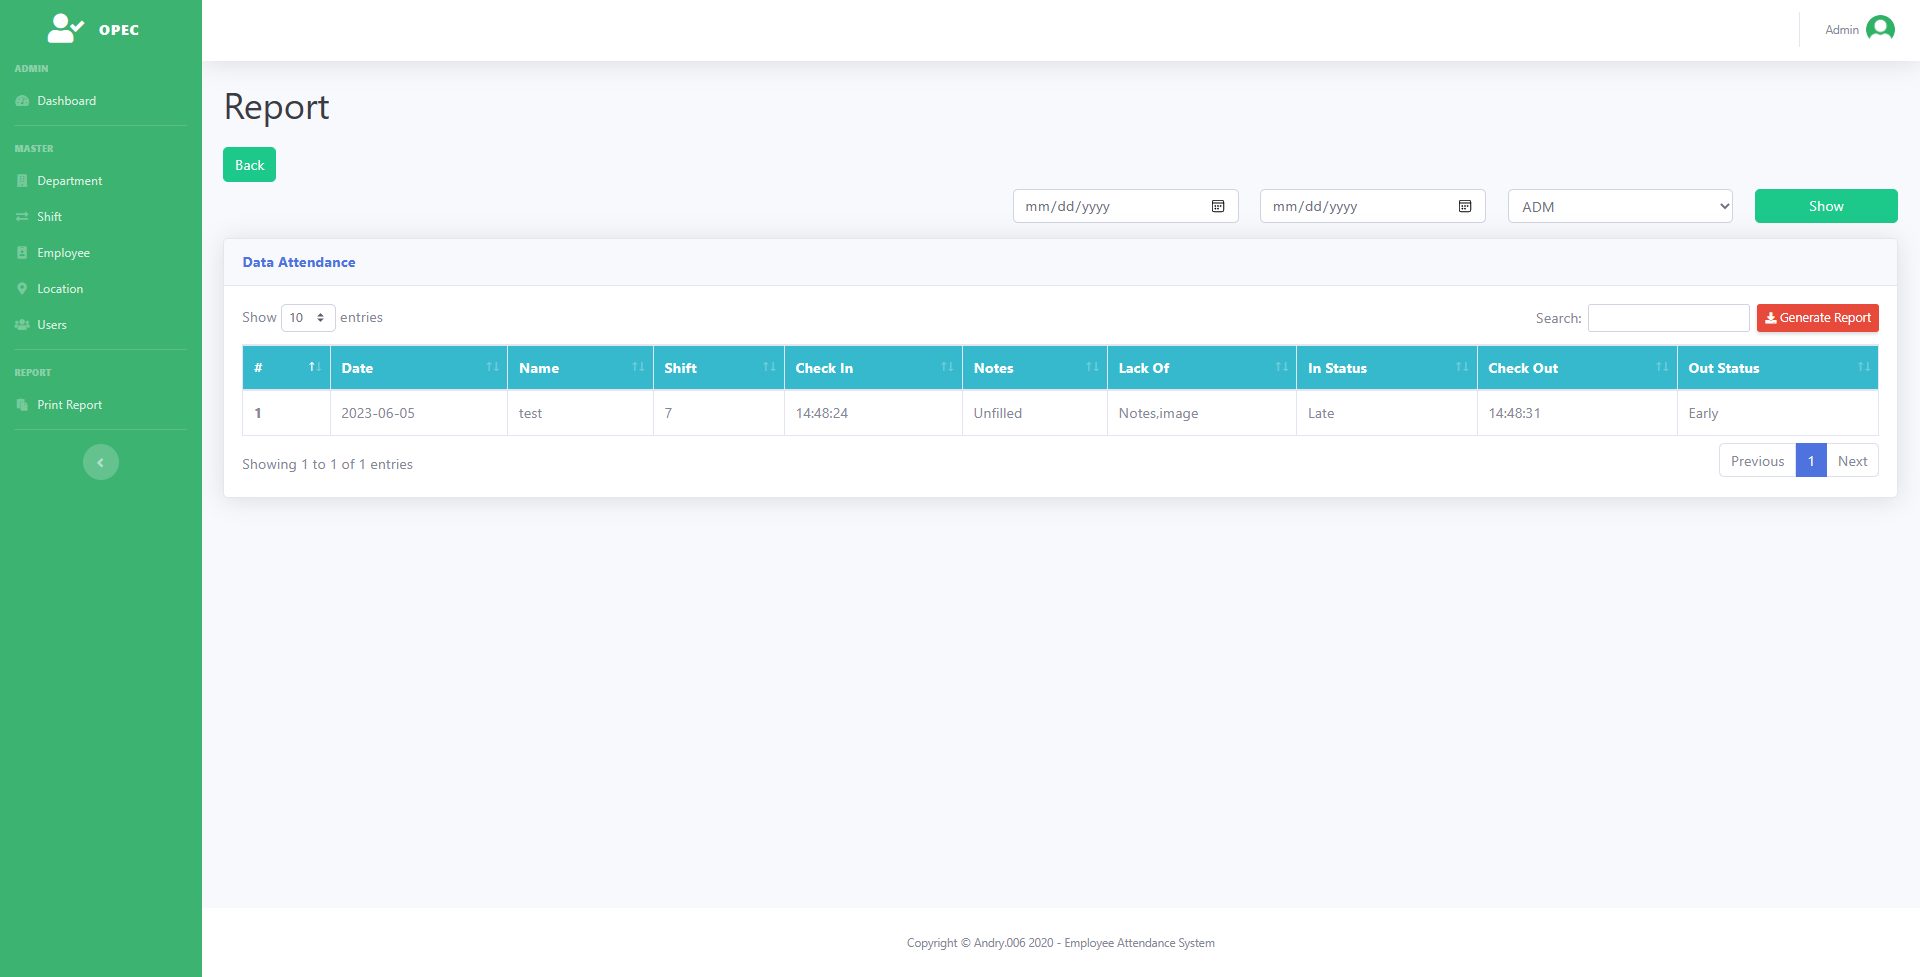 OPEC
Admin
ADMIN
Dashboard
MASTER
Department
Shift
Employee
Location
Users
REPORT
Print Report
Report
Back
mm/dd/yyyy mm/dd/yyyy ADM Show
Data Attendance
Show 10 entries Search: Generate Report
# Date Name Shift Check In Notes Lack Of In Status Check Out Out Status
1 2023-06-05 test 7 14:48:24 Unfilled Notes,image Late 14:48:31 Early
Showing 1 to 1 of 1 entries Previous 1 Next
Copyright © Andry.006 2020 - Employee Attendance System